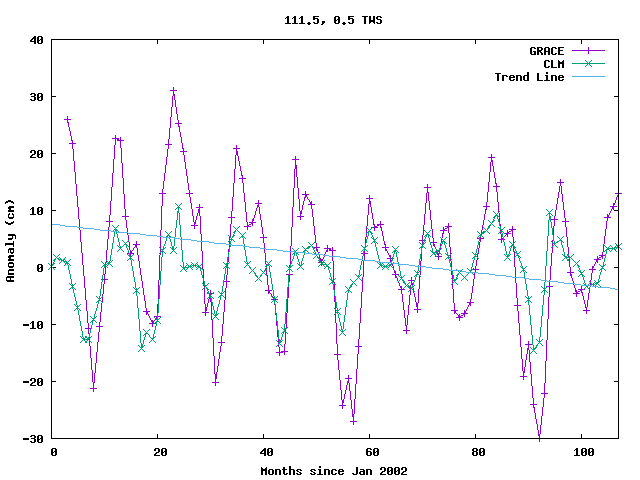 111.5, 0.5 TWS
GRACE
CLM
Trend Line
40
30
20
10
0
-10
-20
-30
Anomaly (cm)
0 20 40 60 80 100
Months since Jan 2002